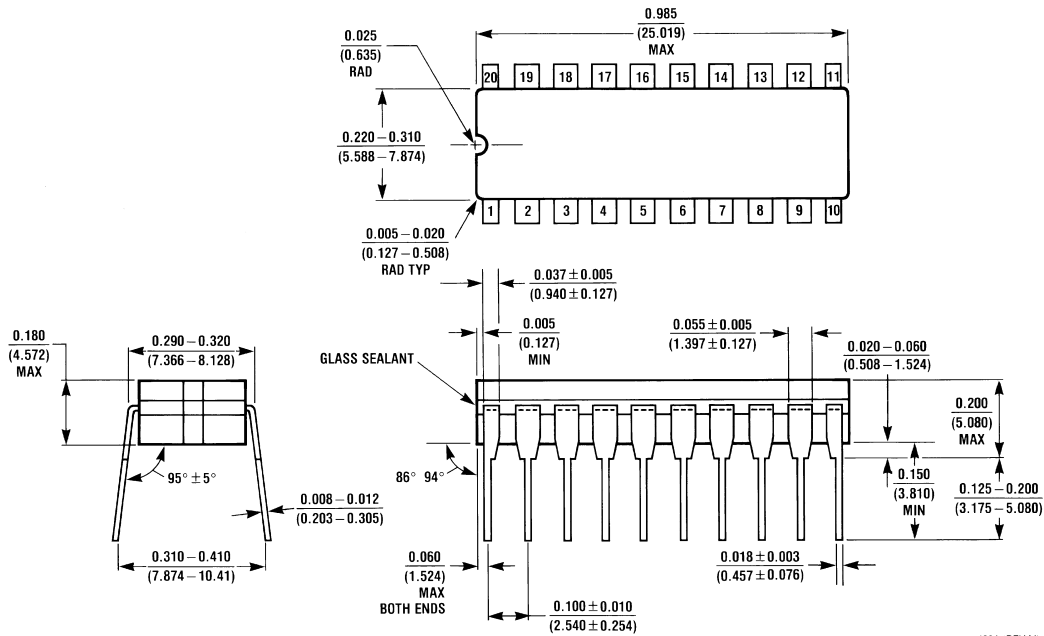 0.985
(25.019)
MAX
0.025
(0.635)
RAD
20 19 18 17 16 15 14 13 12 11
0.220 – 0.310
(5.588 – 7.874)
1 2 3 4 5 6 7 8 9 10
0.005 – 0.020
(0.127 – 0.508)
RAD TYP
0.037 ± 0.005
(0.940 ± 0.127)
0.180
(4.572)
MAX
0.290 – 0.320
(7.366 – 8.128)
0.005
(0.127)
MIN
0.055 ± 0.005
(1.397 ± 0.127)
0.020 – 0.060
(0.508 – 1.524)
GLASS SEALANT
0.200
(5.080)
MAX
95° ± 5°
86° 94°
0.150
(3.810)
MIN
0.125 – 0.200
(3.175 – 5.080)
0.008 – 0.012
(0.203 – 0.305)
0.310 – 0.410
(7.874 – 10.41)
0.060
(1.524)
MAX
BOTH ENDS
0.018 ± 0.003
(0.457 ± 0.076)
0.100 ± 0.010
(2.540 ± 0.254)